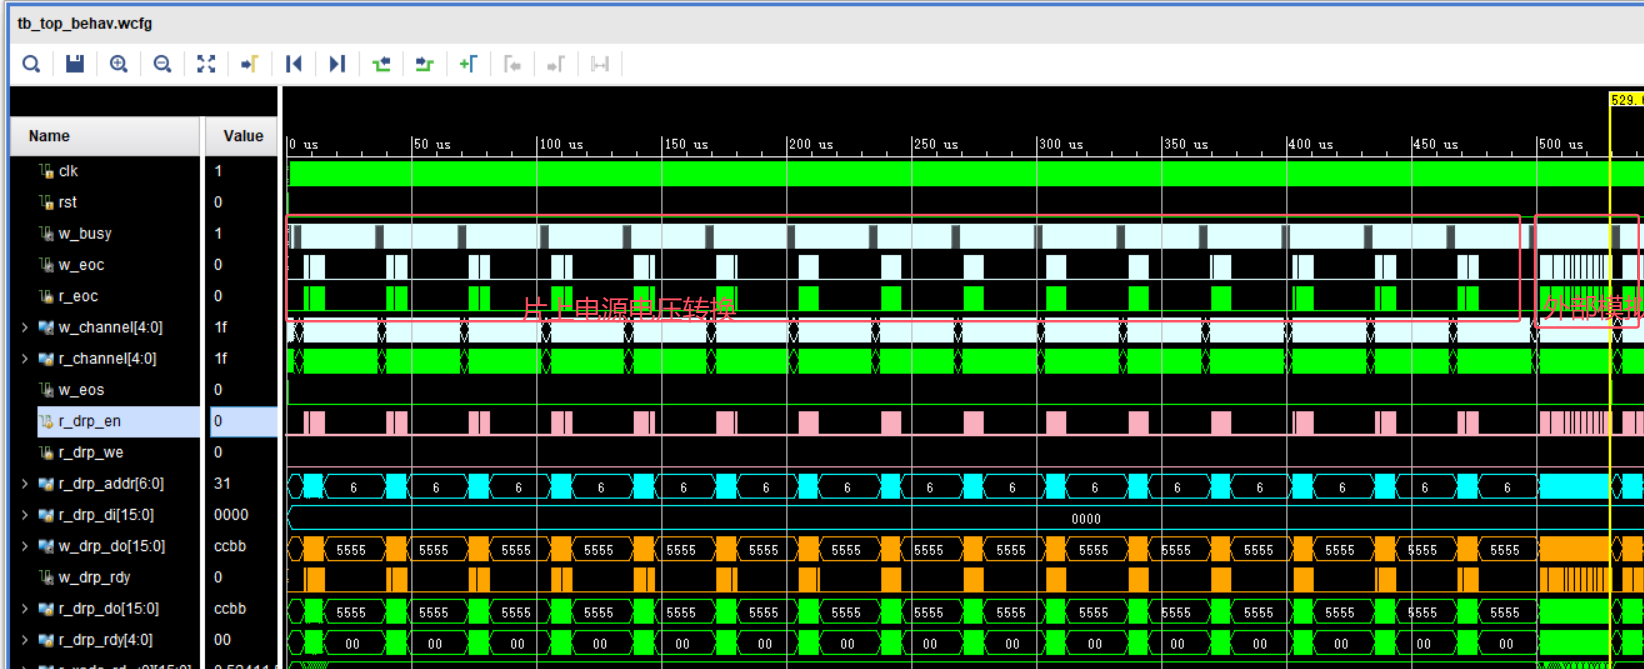 tb_top_behav.wcfg
529.
Name Value
0 us 50 us 100 us 150 us 200 us 250 us 300 us 350 us 400 us 450 us 500 us
clk 1
rst 0
w_busy 1
w_eoc 0
r_eoc 0
片上电源电压转换 外部模拟
w_channel[4:0] 1f
r_channel[4:0] 1f
w_eos 0
r_drp_en 0
r_drp_we 0
r_drp_addr[6:0] 31 6 6 6 6 6 6 6 6 6 6 6 6 6 6 6
r_drp_di[15:0] 0000 0000
w_drp_do[15:0] ccbb 5555 5555 5555 5555 5555 5555 5555 5555 5555 5555 5555 5555 5555 5555 5555
w_drp_rdy 0
r_drp_do[15:0] ccbb 5555 5555 5555 5555 5555 5555 5555 5555 5555 5555 5555 5555 5555 5555 5555
r_drp_rdy[4:0] 00 00 00 00 00 00 00 00 00 00 00 00 00 00 00 00